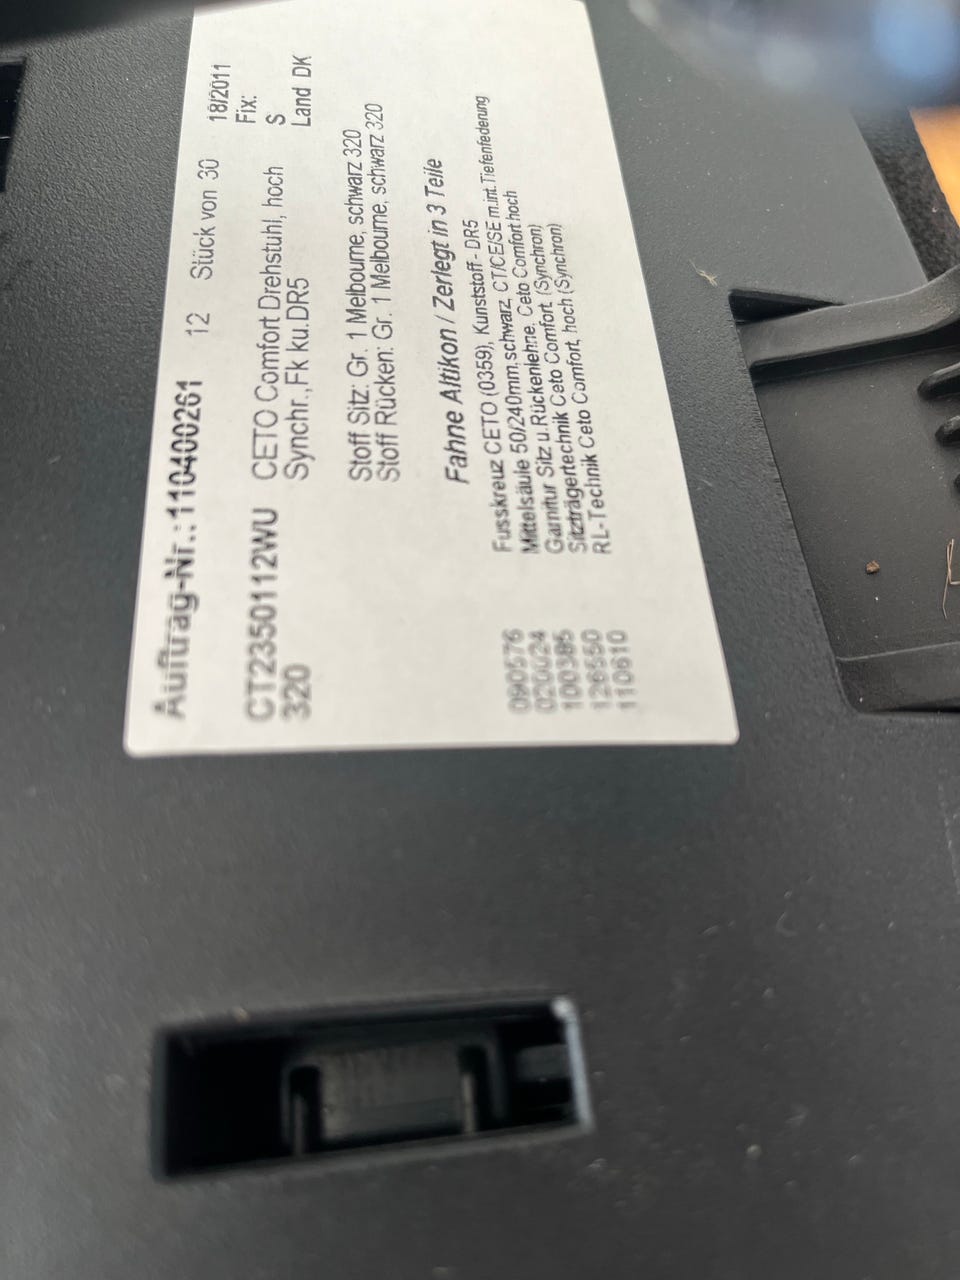 Auftrag-Nr.:110400261 12 Stück von 30 18/2011
Fix:
CT2350112WU CETO Comfort Drehstuhl, hoch S
320 Synchr.,Fk ku.DR5 Land DK
Stoff Sitz: Gr. 1 Melbourne, schwarz 320
Stoff Rücken: Gr. 1 Melbourne, schwarz 320
Fahne Altikon / Zerlegt in 3 Teile
090576 Fusskreuz CETO (0359), Kunststoff - DR5
020024 Mittelsäule 50/240mm,schwarz, CT/CE/SE m.int.Tiefenfederung
100386 Garnitur Sitz u.Rückenlehne, Ceto Comfort hoch
126550 Sitzträgertechnik Ceto Comfort (Synchron)
110610 RL-Technik Ceto Comfort, hoch (Synchron)